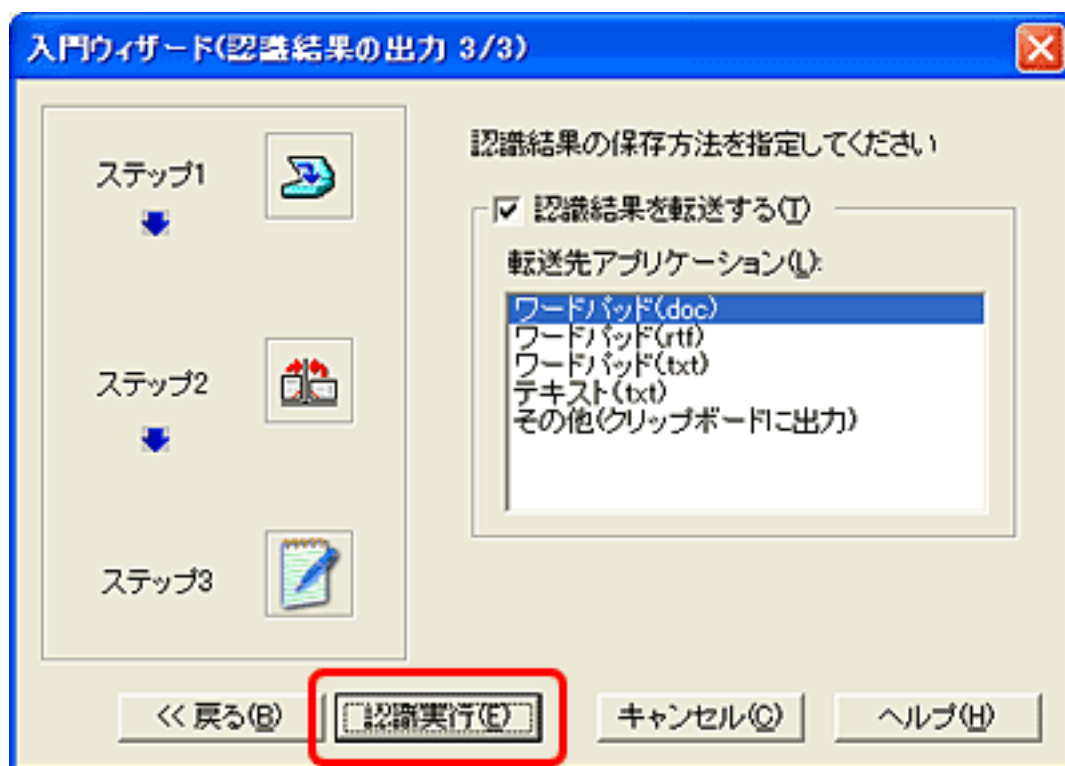 入門ウィザード(認識結果の出力 3/3)
ステップ1
ステップ2
ステップ3
認識結果の保存方法を指定してください
認識結果を転送する(T)
転送先アプリケーション(L):
ワードパッド(doc)
ワードパッド(rtf)
ワードパッド(txt)
テキスト(txt)
その他(クリップボードに出力)
<< 戻る(B)
認識実行(E)
キャンセル(C)
ヘルプ(H)